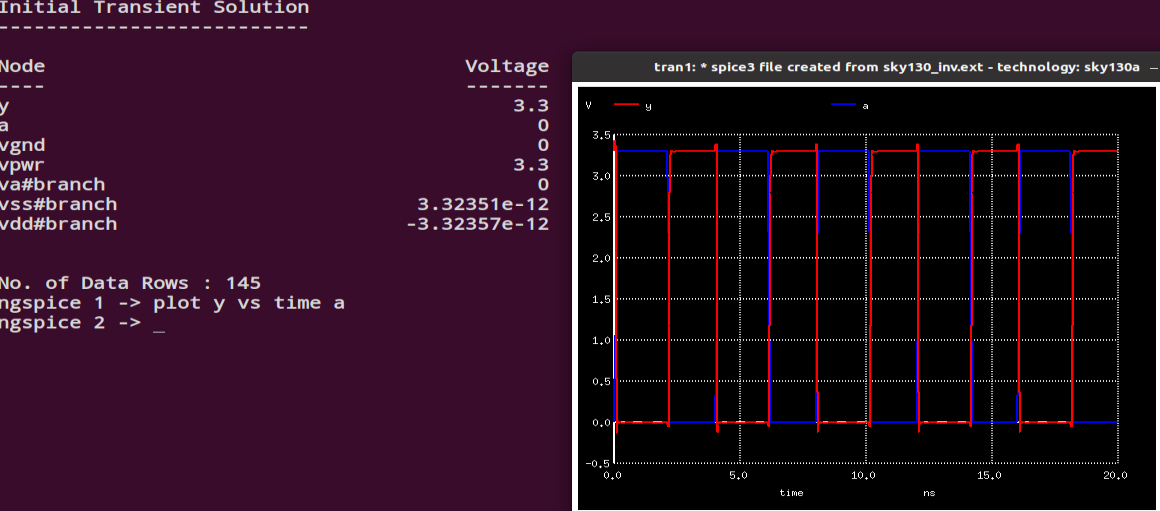 Initial Transient Solution
--------------------------
Node Voltage
---- -------
y 3.3
a 0
vgnd 0
vpwr 3.3
va#branch 0
vss#branch 3.32351e-12
vdd#branch -3.32357e-12
No. of Data Rows : 145
ngspice 1 -> plot y vs time a
ngspice 2 -> _
tran1: * spice3 file created from sky130_inv.ext - technology: sky130a
V y a
3.5
3.0
2.5
2.0
1.5
1.0
0.5
0.0
-0.5
0.0 5.0 10.0 15.0 20.0
time ns